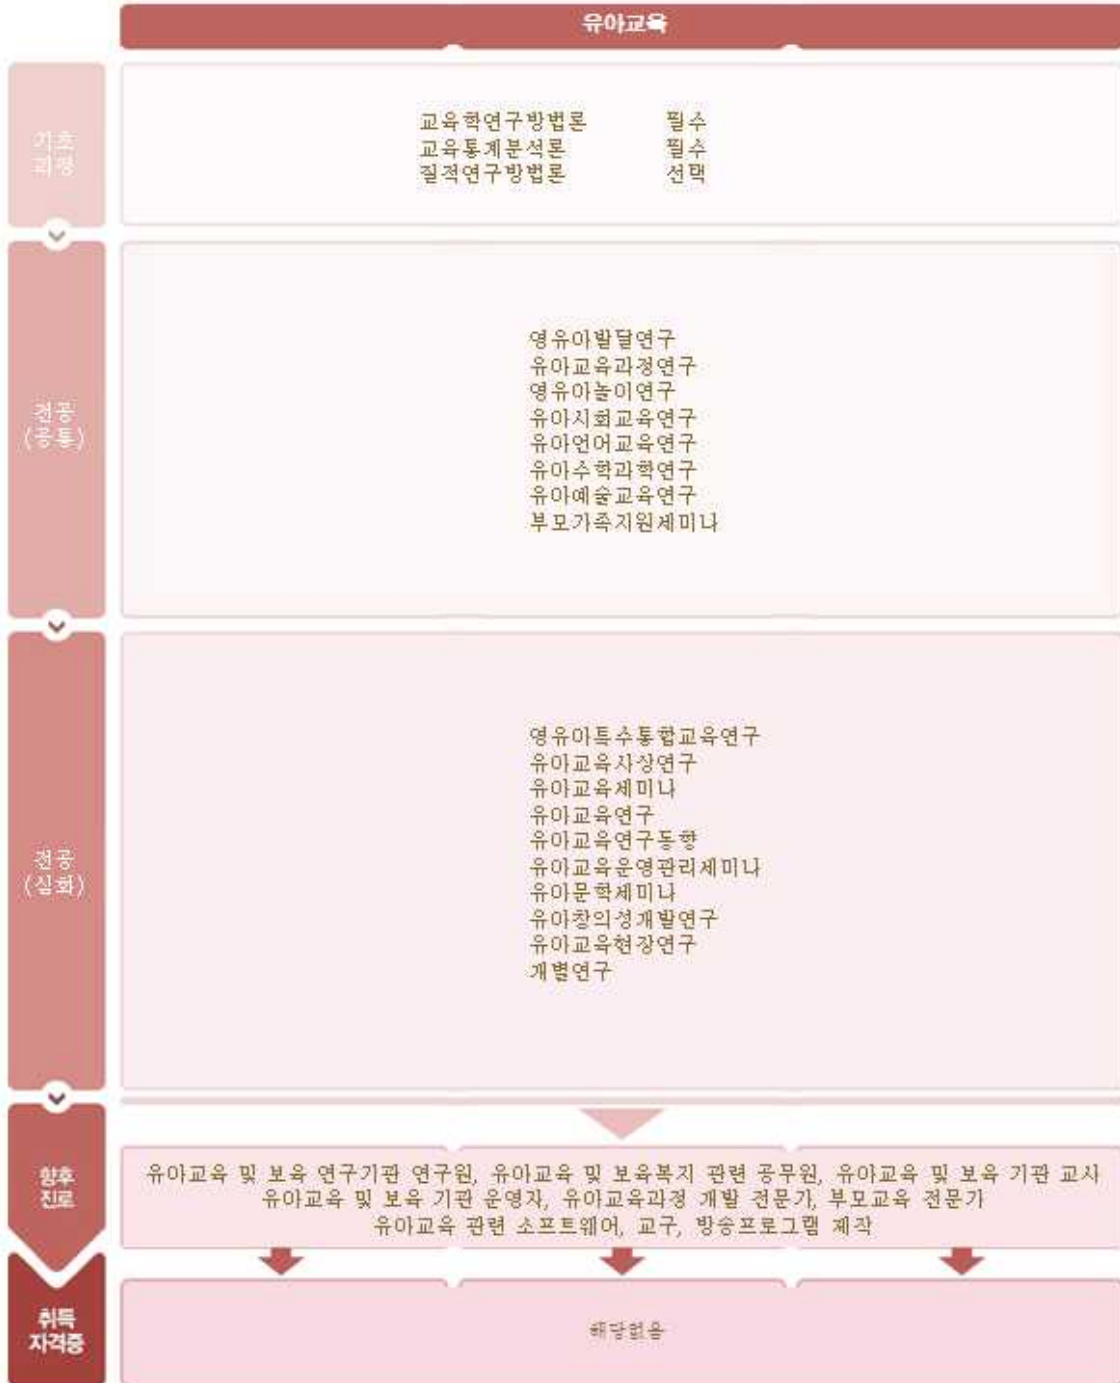 유아교육
기초
과정
교육학연구방법론 필수
교육통계분석론 필수
질적연구방법론 선택
전공
(공통)
영유아발달연구
유아교육과정연구
영유아놀이연구
유아사회교육연구
유아언어교육연구
유아수학과학연구
유아예술교육연구
부모가족지원세미나
전공
(심화)
영유아특수통합교육연구
유아교육사상연구
유아교육세미나
유아교육연구
유아교육연구동향
유아교육운영관리세미나
유아문학세미나
유아창의성개발연구
유아교육현장연구
개별연구
향후
진로
유아교육 및 보육 연구기관 연구원, 유아교육 및 보육복지 관련 공무원, 유아교육 및 보육 기관 교사
유아교육 및 보육 기관 운영자, 유아교육과정 개발 전문가, 부모교육 전문가
유아교육 관련 소프트웨어, 교구, 방송프로그램 제작
취득
자격증
해당없음